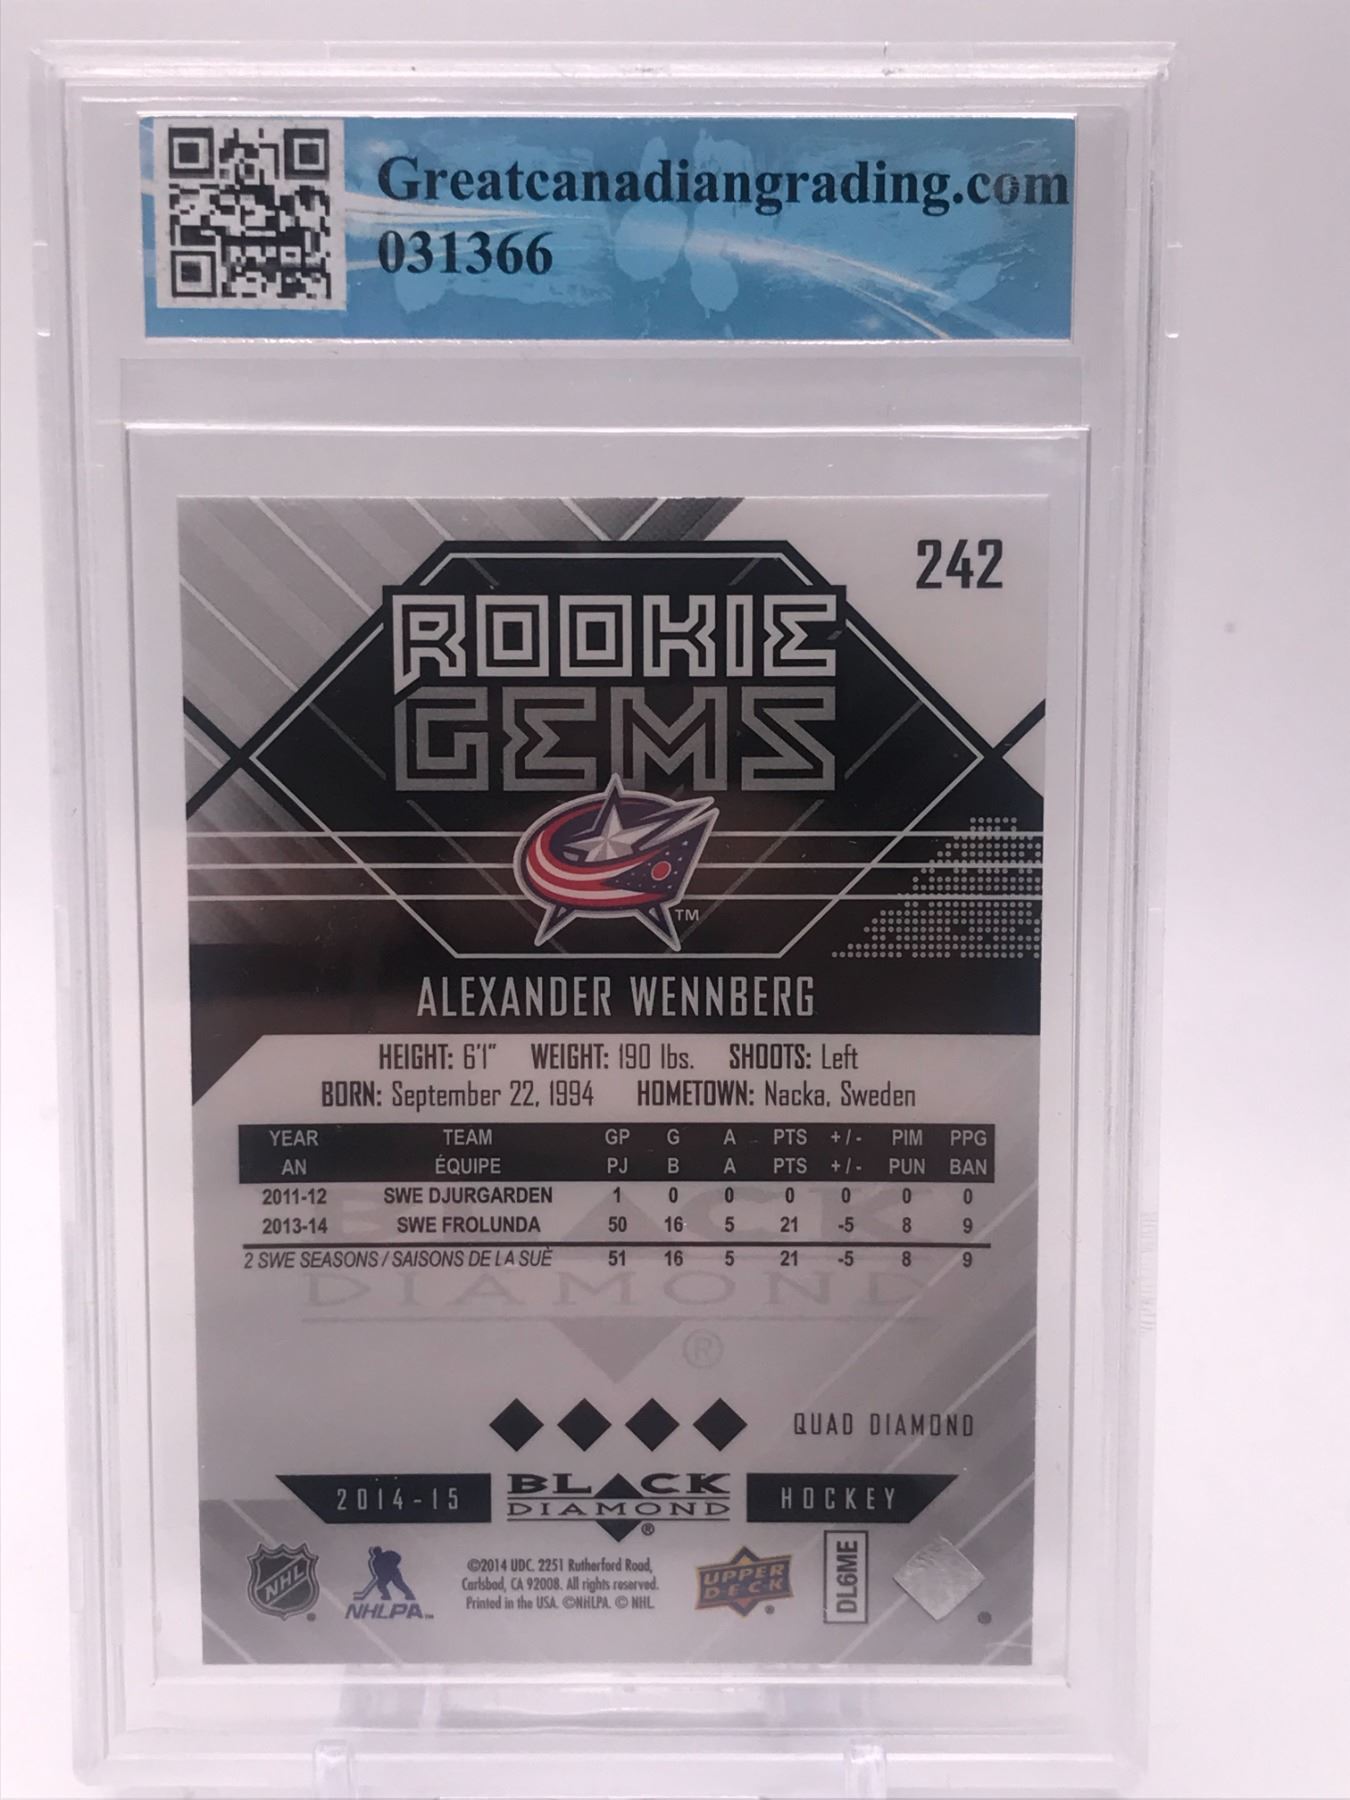 Greatcanadiangrading.com
031366
242
ROOKIE
GEMS
TM
ALEXANDER WENNBERG
HEIGHT: 6'1" WEIGHT: 190 lbs. SHOOTS: Left
BORN: September 22, 1994 HOMETOWN: Nacka, Sweden
YEAR TEAM GP G A PTS +/- PIM PPG
AN ÉQUIPE PJ B A PTS +/- PUN BAN
2011-12 SWE DJURGARDEN 1 0 0 0 0 0 0
2013-14 SWE FROLUNDA 50 16 5 21 -5 8 9
2 SWE SEASONS / SAISONS DE LA SUÈ 51 16 5 21 -5 8 9
BLACK
DIAMOND
®
QUAD DIAMOND
2014-15 BLACK DIAMOND ® HOCKEY
NHL ®
NHLPA™
©2014 UDC. 2251 Rutherford Road,
Carlsbad, CA 92008. All rights reserved.
Printed in the USA. ©NHLPA. © NHL.
UPPER DECK ®
DL6ME
®